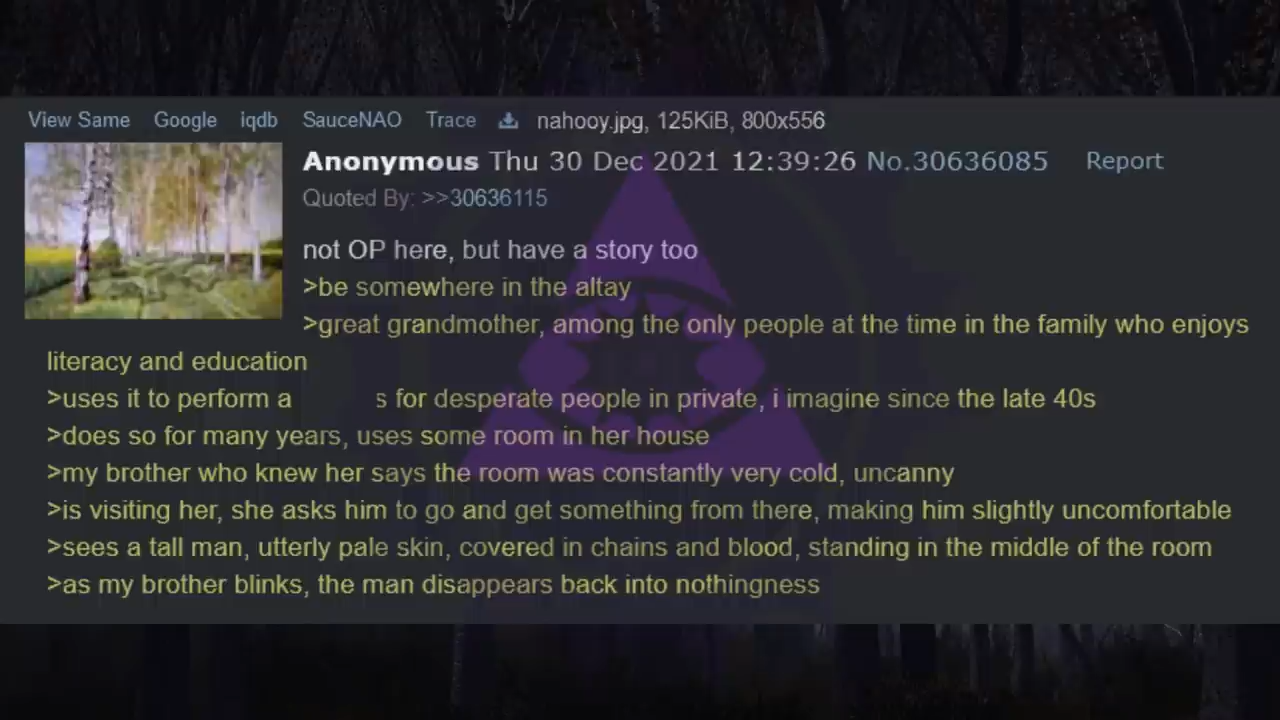 View Same Google iqdb SauceNAO Trace nahooy.jpg, 125KiB, 800x556
Anonymous Thu 30 Dec 2021 12:39:26 No.30636085 Report
Quoted By: >>30636115
not OP here, but have a story too
>be somewhere in the altay
>great grandmother, among the only people at the time in the family who enjoys
literacy and education
>uses it to perform a s for desperate people in private, i imagine since the late 40s
>does so for many years, uses some room in her house
>my brother who knew her says the room was constantly very cold, uncanny
>is visiting her, she asks him to go and get something from there, making him slightly uncomfortable
>sees a tall man, utterly pale skin, covered in chains and blood, standing in the middle of the room
>as my brother blinks, the man disappears back into nothingness